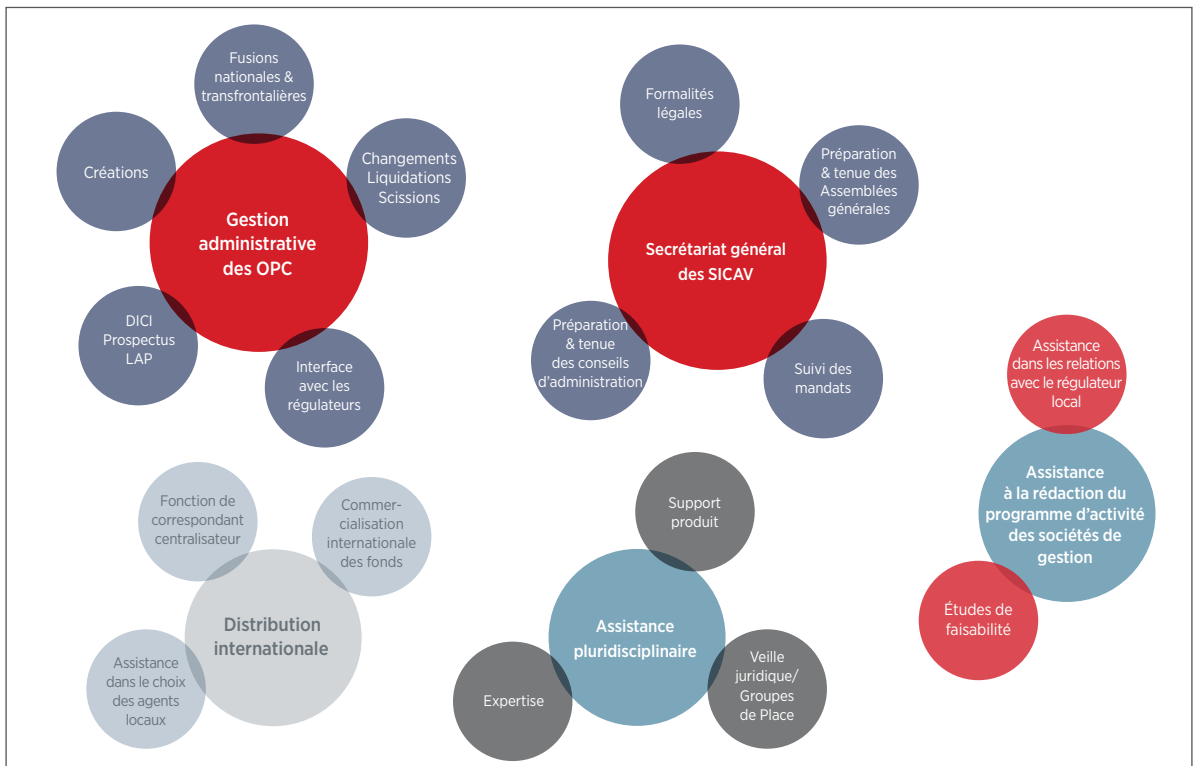 Fusions
nationales &
transfrontalières
Créations
Changements
Liquidations
Scissions
Gestion
administrative
des OPC
DICI
Prospectus
LAP
Interface
avec les
régulateurs
Formalités
légales
Préparation
& tenue des
Assemblées
générales
Secrétariat général
des SICAV
Préparation
& tenue
des conseils
d’administration
Suivi des
mandats
Assistance
dans les relations
avec le régulateur
local
Assistance
à la rédaction du
programme d’activité
des sociétés de
gestion
Études de
faisabilité
Fonction de
correspondant
centralisateur
Commer-
cialisation
internationale
des fonds
Distribution
internationale
Assistance
dans le choix
des agents
locaux
Support
produit
Assistance
pluridisciplinaire
Expertise
Veille
juridique/
Groupes
de Place